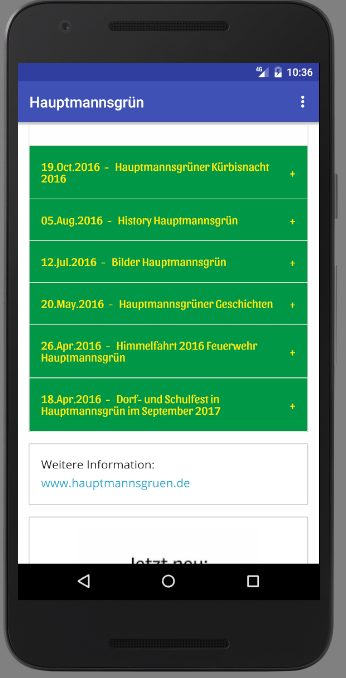 4G 10:36
Hauptmannsgrün
19.Oct.2016 - Hauptmannsgrüner Kürbisnacht
2016 +
05.Aug.2016 - History Hauptmannsgrün +
12.Jul.2016 - Bilder Hauptmannsgrün +
20.May.2016 - Hauptmannsgrüner Geschichten +
26.Apr.2016 - Himmelfahrt 2016 Feuerwehr
Hauptmannsgrün +
18.Apr.2016 - Dorf- und Schulfest in
Hauptmannsgrün im September 2017 +
Weitere Information:
www.hauptmannsgruen.de
Jetzt neu: